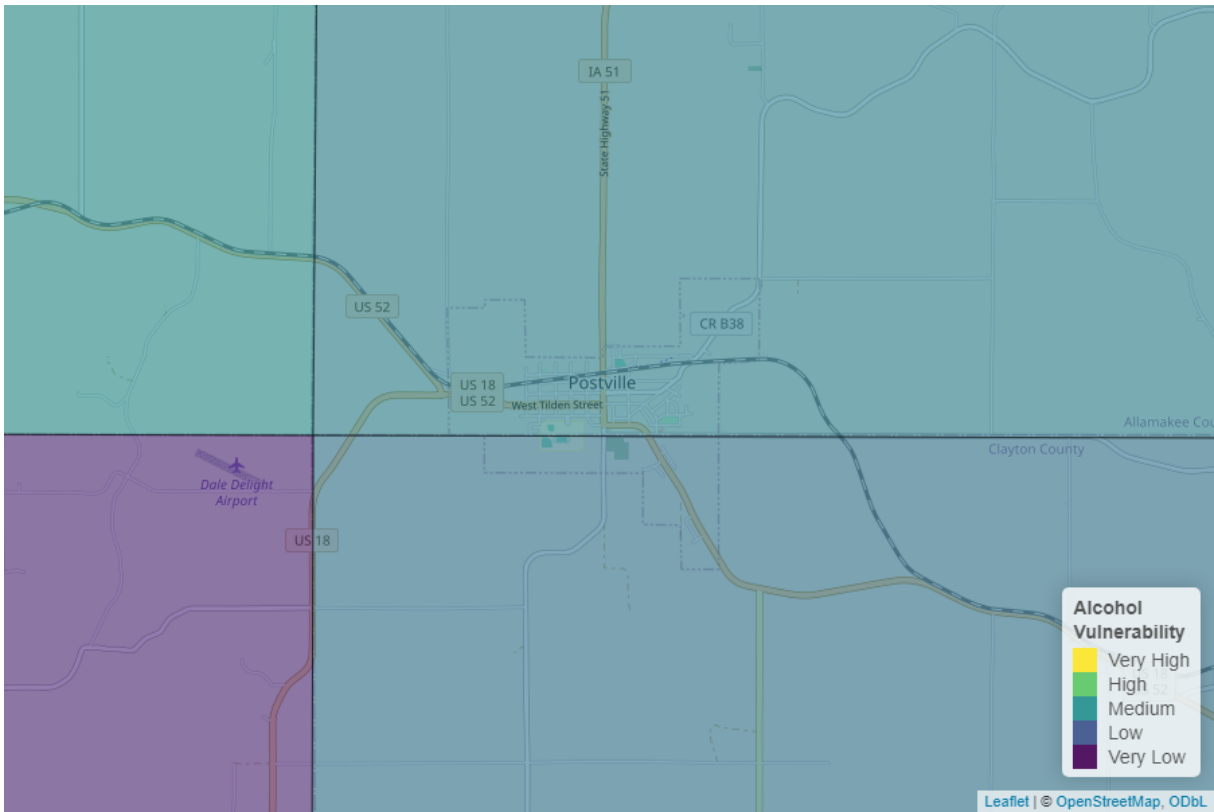 IA 51
State Highway 51
US 52
CR B38
US 18
US 52
Postville
West Tilden Street
Allamakee Cou
Clayton County
Dale Delight
Airport
US 18
Alcohol
Vulnerability
Very High
High
Medium
Low
Very Low
Leaflet | © OpenStreetMap, ODbL